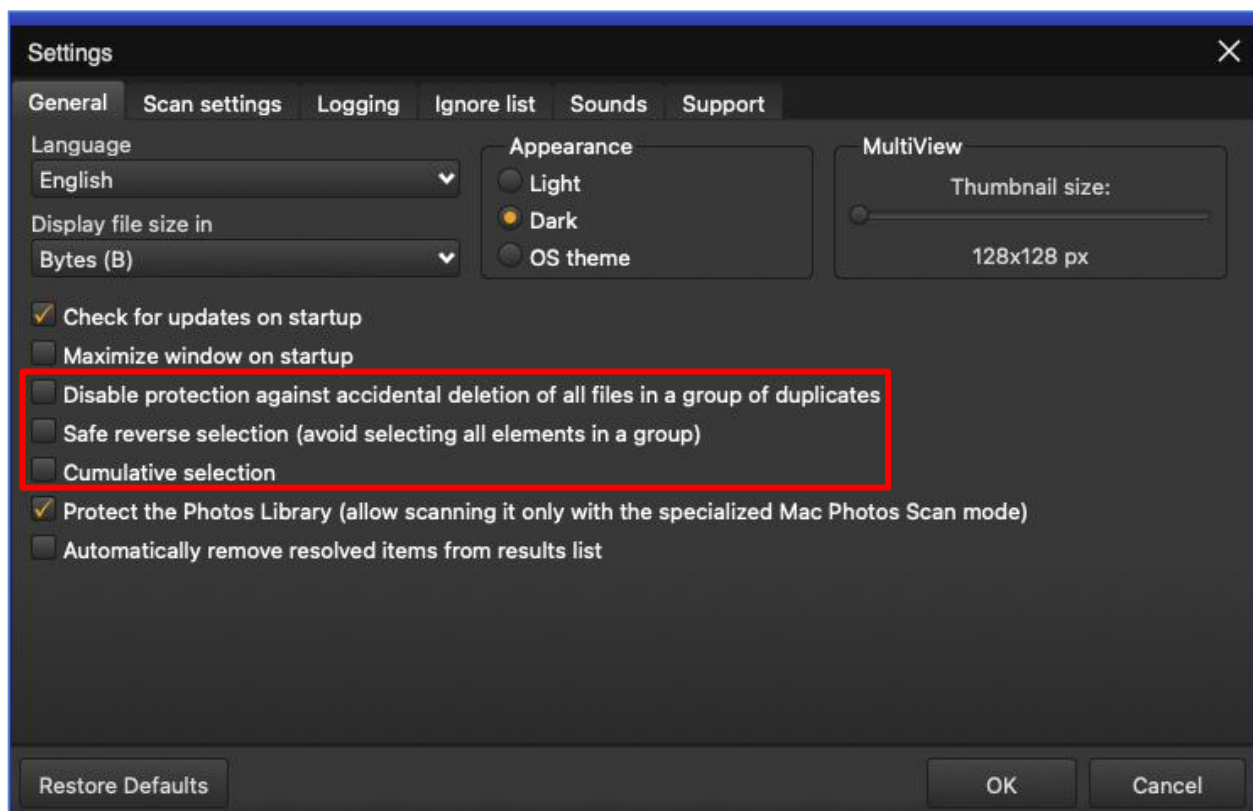 Settings
General Scan settings Logging Ignore list Sounds Support
Language
English
Display file size in
Bytes (B)
Appearance
Light
Dark
OS theme
MultiView
Thumbnail size:
128x128 px
Check for updates on startup
Maximize window on startup
Disable protection against accidental deletion of all files in a group of duplicates
Safe reverse selection (avoid selecting all elements in a group)
Cumulative selection
Protect the Photos Library (allow scanning it only with the specialized Mac Photos Scan mode)
Automatically remove resolved items from results list
Restore Defaults OK Cancel